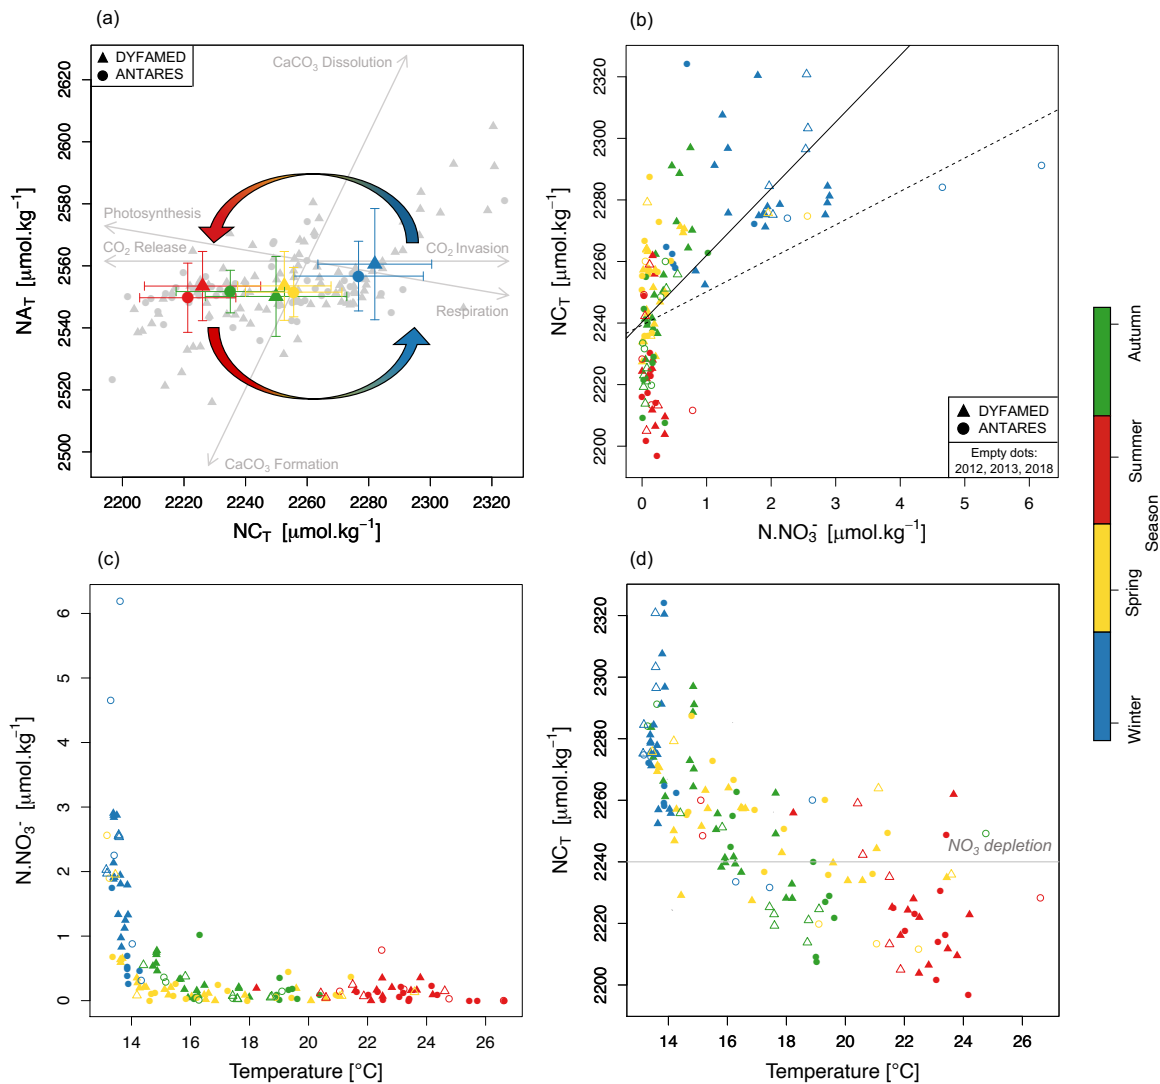 (a)
DYFAMED
ANTARES
CaCO3 Dissolution
Photosynthesis
CO2 Release
CO2 Invasion
Respiration
CaCO3 Formation
2500 2520 2540 2560 2580 2600 2620
NAT [μmol.kg−1]
2200 2220 2240 2260 2280 2300 2320
NCT [μmol.kg−1]
(b)
2200 2220 2240 2260 2280 2300 2320
NCT [μmol.kg−1]
DYFAMED
ANTARES
Empty dots:
2012, 2013, 2018
0 1 2 3 4 5 6
N.NO3− [μmol.kg−1]
(c)
0 1 2 3 4 5 6
N.NO3− [μmol.kg−1]
14 16 18 20 22 24 26
Temperature [°C]
(d)
2200 2220 2240 2260 2280 2300 2320
NCT [μmol.kg−1]
NO3 depletion
14 16 18 20 22 24 26
Temperature [°C]
Winter Spring Summer Autumn
Season